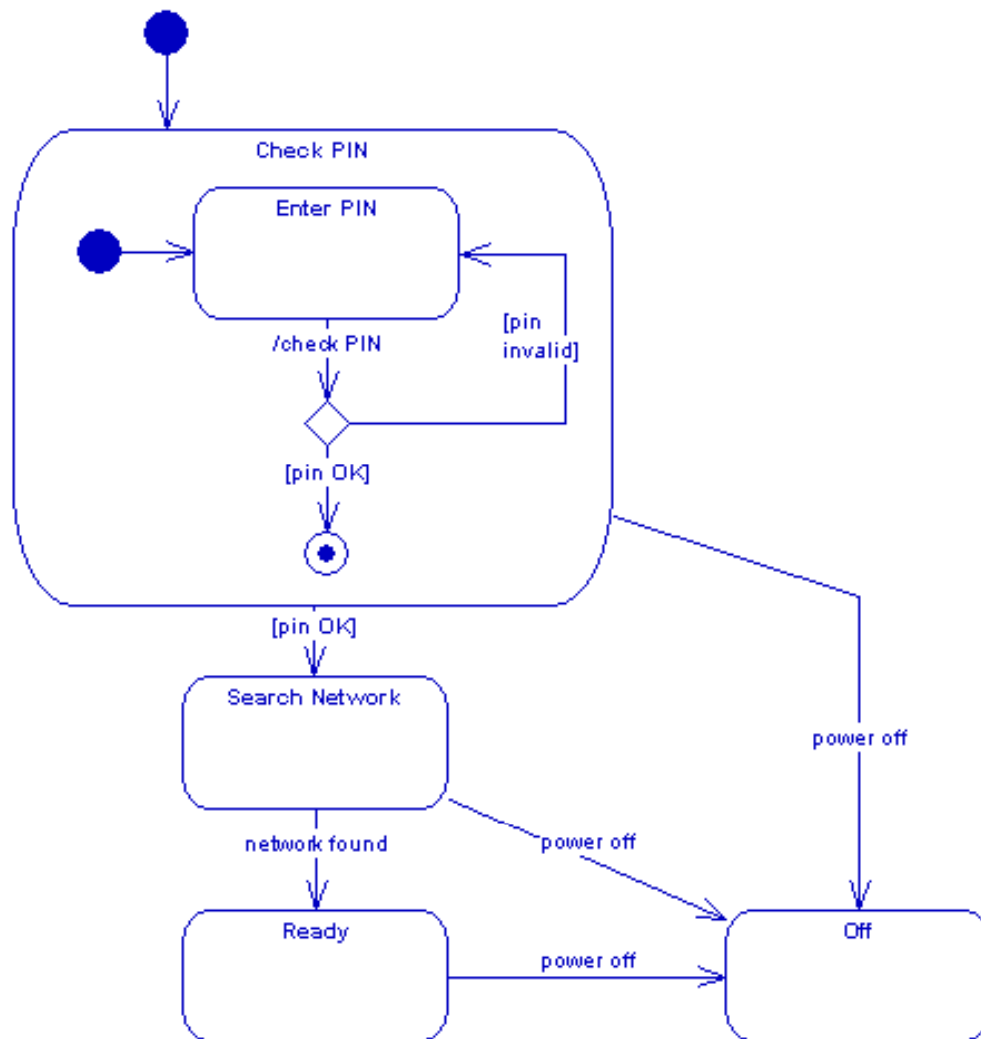 Check PIN
Enter PIN
/check PIN
[pin
invalid]
[pin OK]
[pin OK]
Search Network
power off
network found
power off
Ready
Off
power off